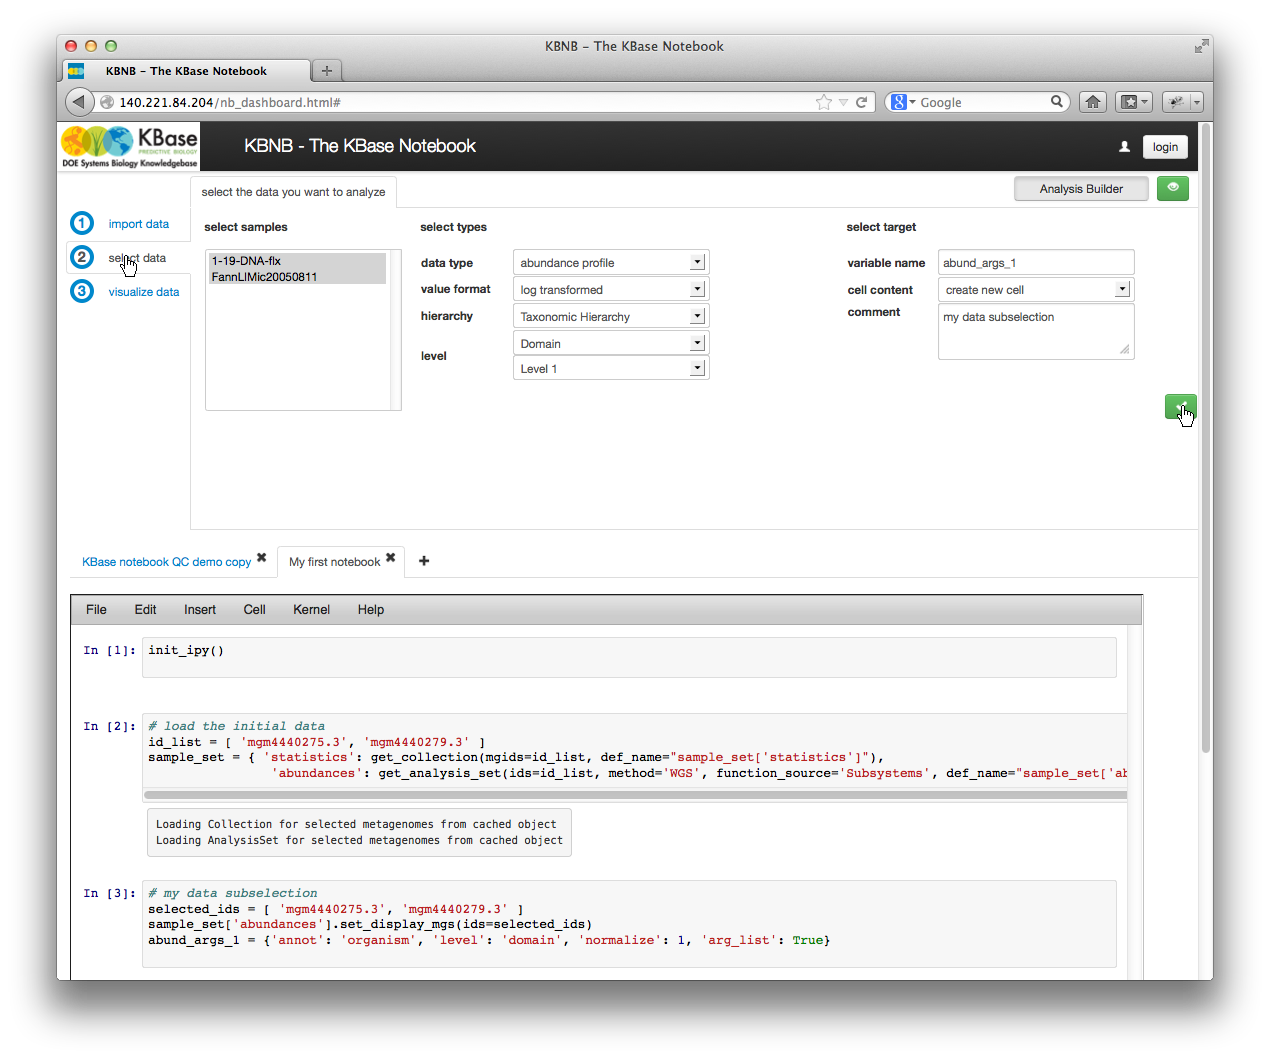 KBNB - The KBase Notebook
KBNB - The KBase Notebook
140.221.84.204/nb_dashboard.html#
Google
KBase
PREDICTIVE BIOLOGY
DOE Systems Biology Knowledgebase
KBNB - The KBase Notebook
login
select the data you want to analyze
Analysis Builder
1 import data
2 select data
3 visualize data
select samples
1-19-DNA-flx
FannLIMic20050811
select types
data type abundance profile
value format log transformed
hierarchy Taxonomic Hierarchy
level Domain
Level 1
select target
variable name abund_args_1
cell content create new cell
comment my data subselection
KBase notebook QC demo copy
My first notebook
File Edit Insert Cell Kernel Help
In [1]: init_ipy()
In [2]: # load the initial data
id_list = [ 'mgm4440275.3', 'mgm4440279.3' ]
sample_set = { 'statistics': get_collection(mgids=id_list, def_name="sample_set['statistics']"),
'abundances': get_analysis_set(ids=id_list, method='WGS', function_source='Subsystems', def_name="sample_set['ab
Loading Collection for selected metagenomes from cached object
Loading AnalysisSet for selected metagenomes from cached object
In [3]: # my data subselection
selected_ids = [ 'mgm4440275.3', 'mgm4440279.3' ]
sample_set['abundances'].set_display_mgs(ids=selected_ids)
abund_args_1 = {'annot': 'organism', 'level': 'domain', 'normalize': 1, 'arg_list': True}